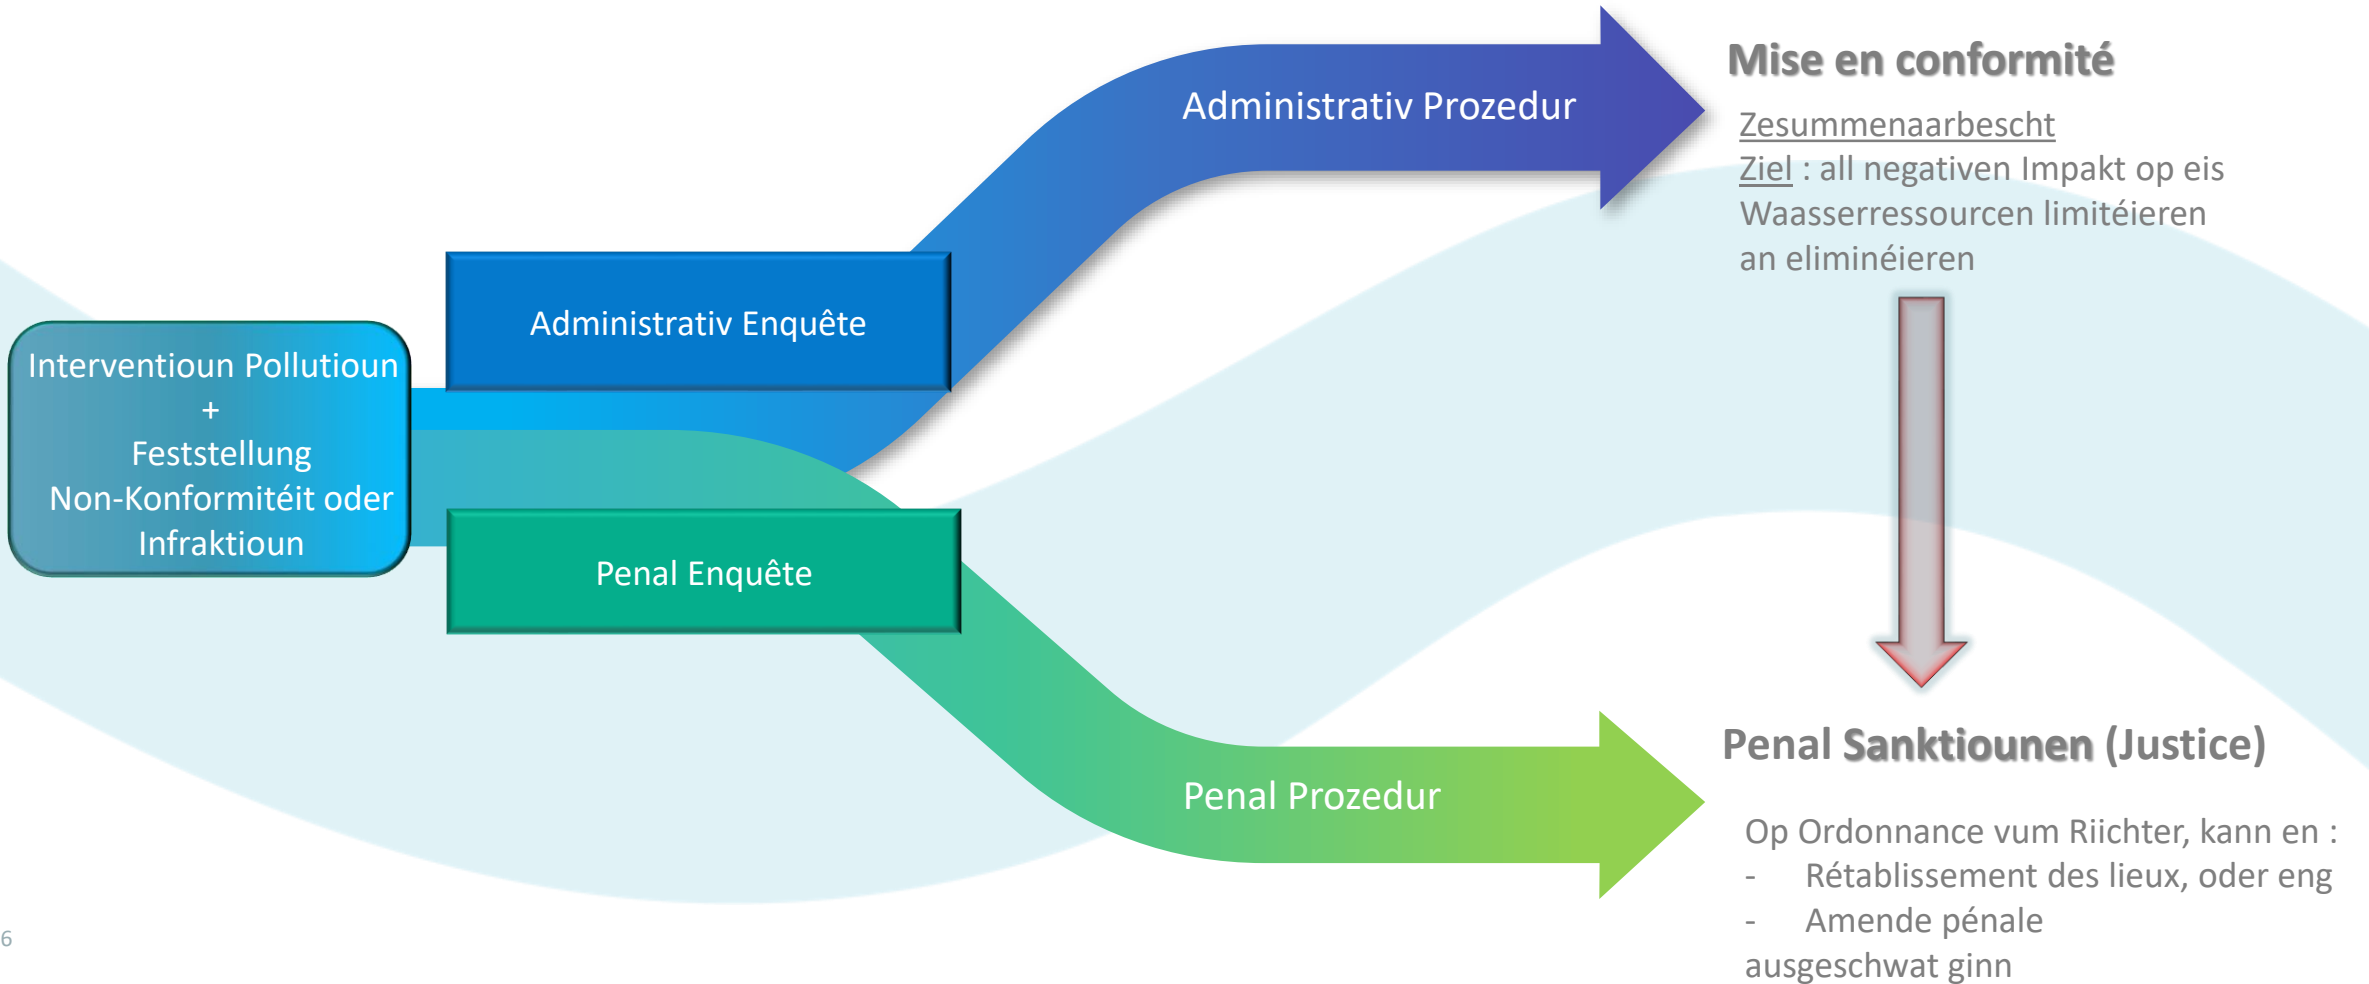 Interventioun Pollutioun
+
Feststellung
Non-Konformitéit oder
Infraktioun
Administrativ Enquête
Penal Enquête
Administrativ Prozedur
Penal Prozedur
Mise en conformité
Zesummenaarbescht
Ziel : all negativen Impakt op eis
Waasserressourcen limitéieren
an eliminéieren
Penal Sanktiounen (Justice)
Op Ordonnance vum Riichter, kann en :
- Rétablissement des lieux, oder eng
- Amende pénale
ausgeschwat ginn
6